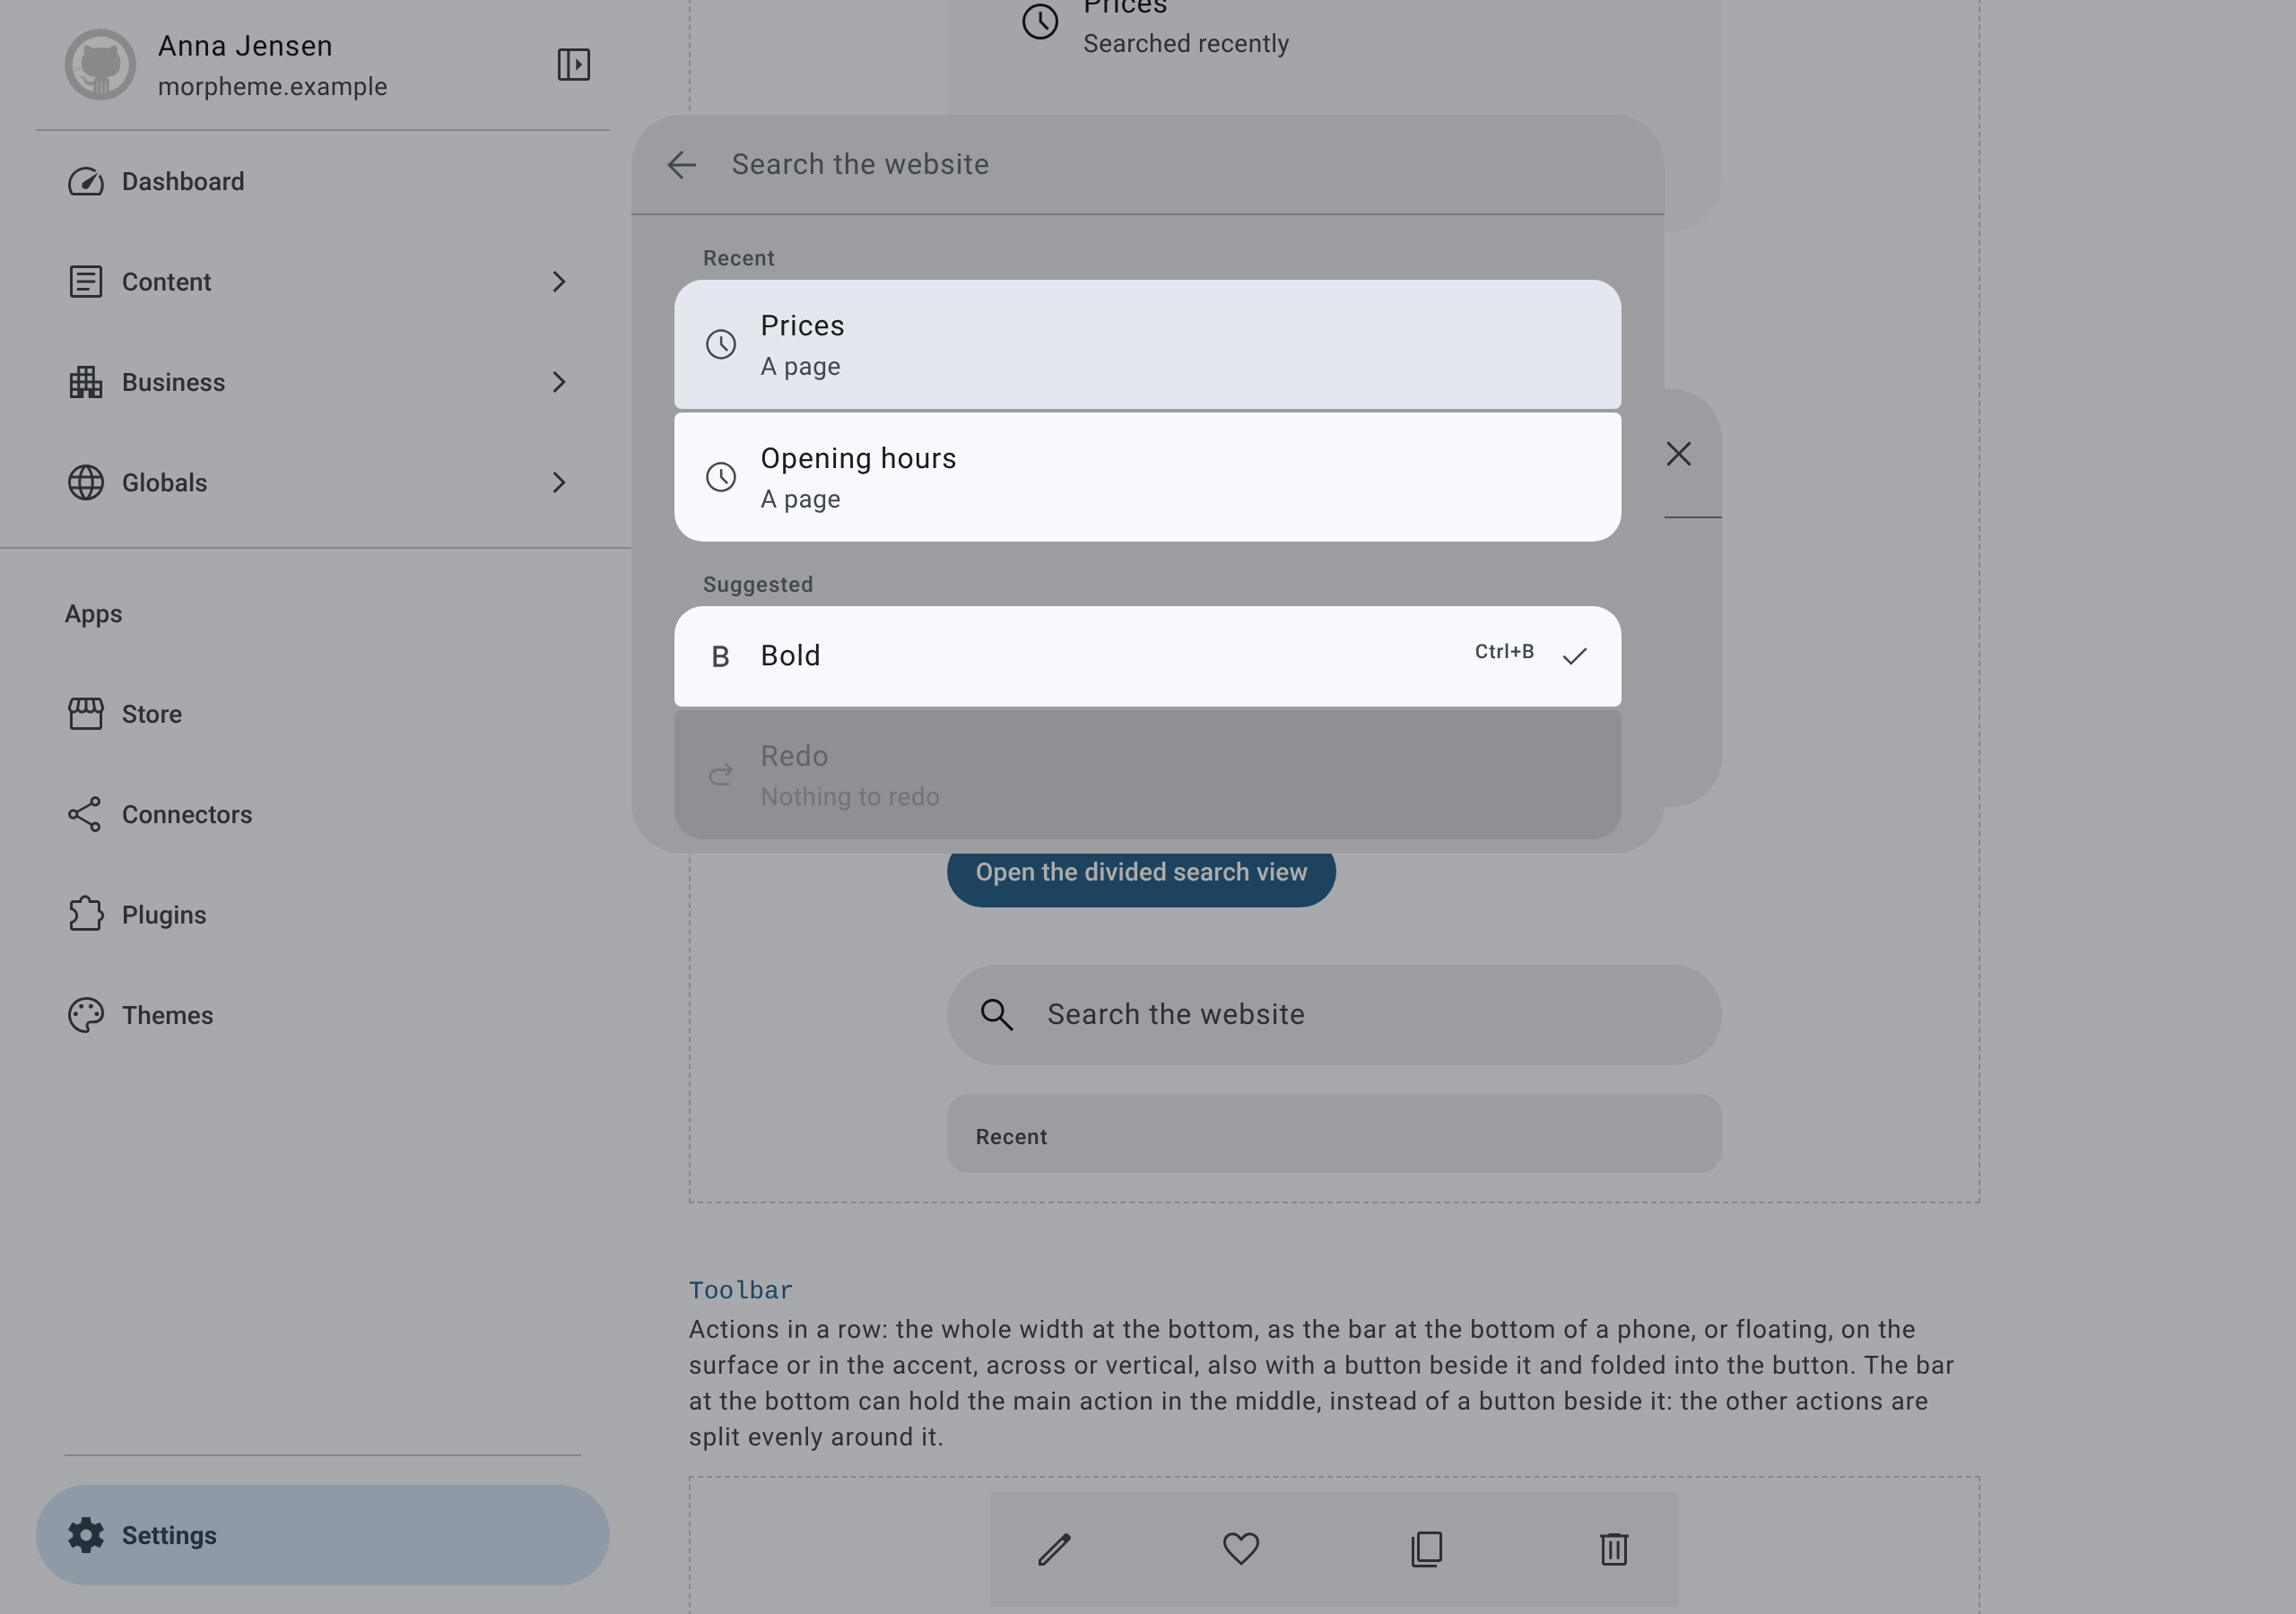 Anna Jensen
morpheme.example
Dashboard
Content
Business
Globals
Apps
Store
Connectors
Plugins
Themes
Settings
Prices
Searched recently
Search the website
Recent
Prices
A page
Opening hours
A page
Suggested
B
Bold
Ctrl+B
Redo
Nothing to redo
Open the divided search view
Search the website
Recent
Toolbar
Actions in a row: the whole width at the bottom, as the bar at the bottom of a phone, or floating, on the
surface or in the accent, across or vertical, also with a button beside it and folded into the button. The bar
at the bottom can hold the main action in the middle, instead of a button beside it: the other actions are
split evenly around it.